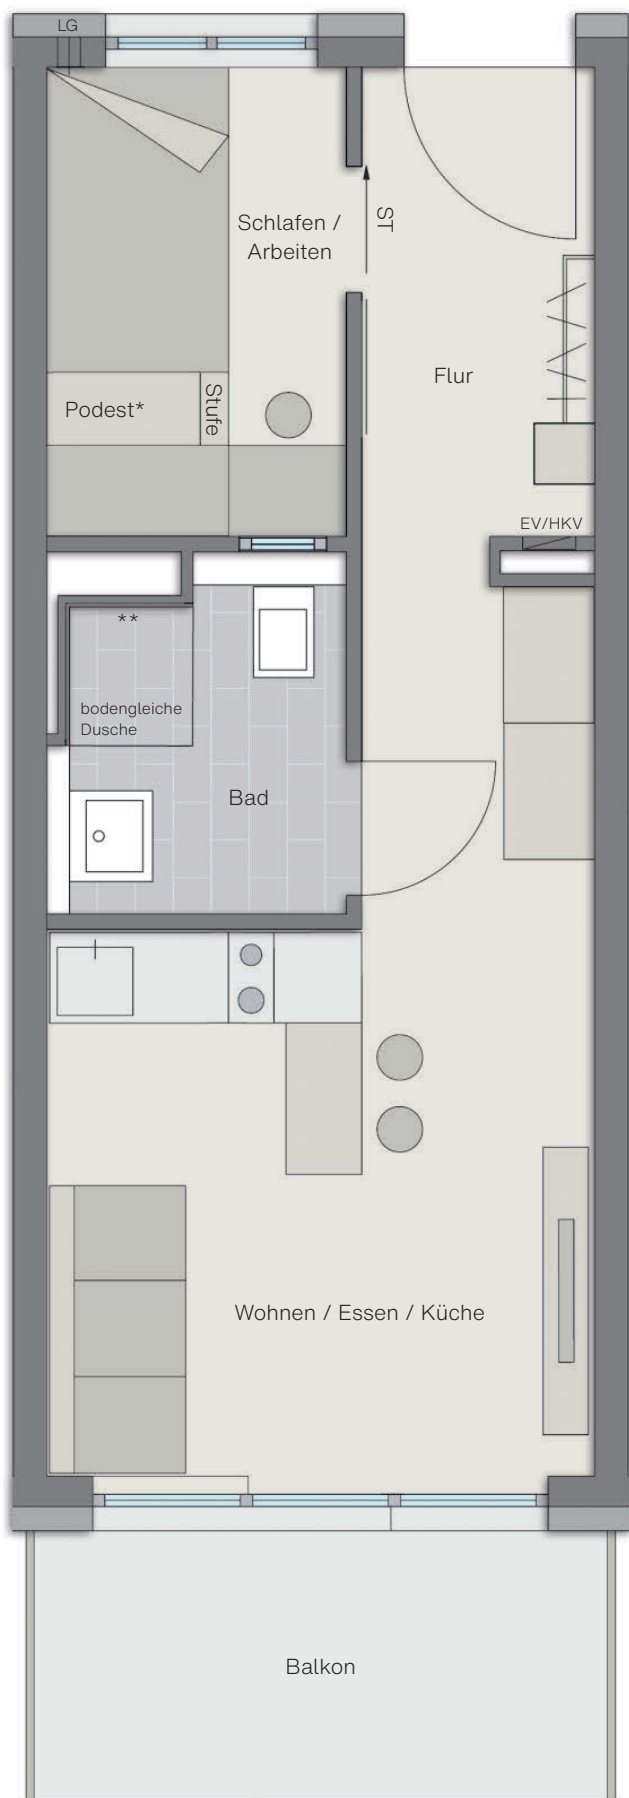 LG
Schlafen /
Arbeiten
ST
Flur
Podest*
Stufe
EV/HKV
**
bodengleiche
Dusche
Bad
Wohnen / Essen / Küche
Balkon